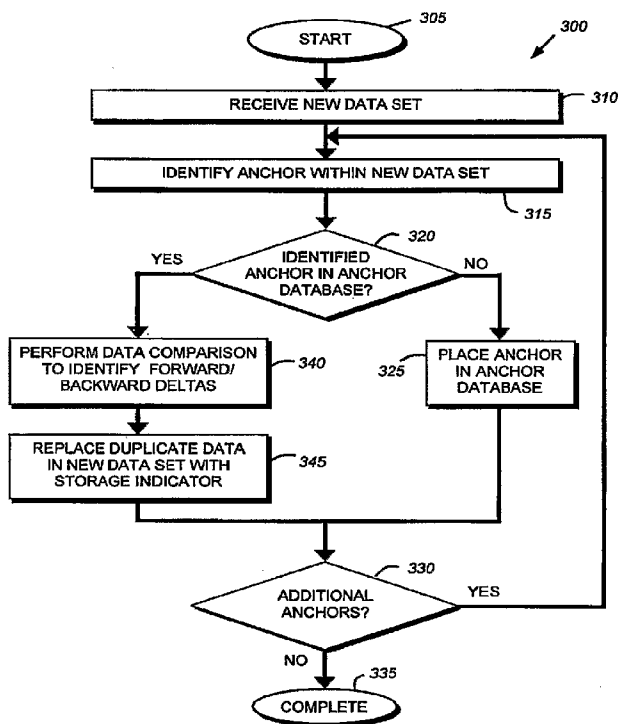 305
START
300
RECEIVE NEW DATA SET
310
IDENTIFY ANCHOR WITHIN NEW DATA SET
315
320
IDENTIFIED
ANCHOR IN ANCHOR
DATABASE?
YES
NO
PERFORM DATA COMPARISON
TO IDENTIFY FORWARD/
BACKWARD DELTAS
340
325
PLACE ANCHOR
IN ANCHOR
DATABASE
REPLACE DUPLICATE DATA
IN NEW DATA SET WITH
STORAGE INDICATOR
345
330
ADDITIONAL
ANCHORS?
YES
NO
335
COMPLETE